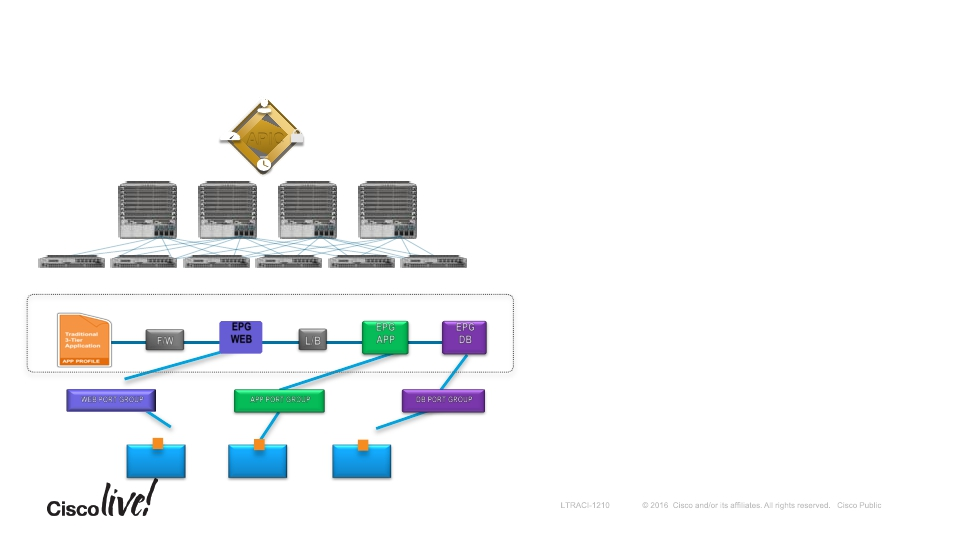 APIC
Traditional
3-Tier
Application
APP PROFILE
F/W
EPG
WEB
L/B
EPG
APP
EPG
DB
WEB PORT GROUP
APP PORT GROUP
DB PORT GROUP
Cisco live!
LTRACI-1210 © 2016 Cisco and/or its affiliates. All rights reserved. Cisco Public